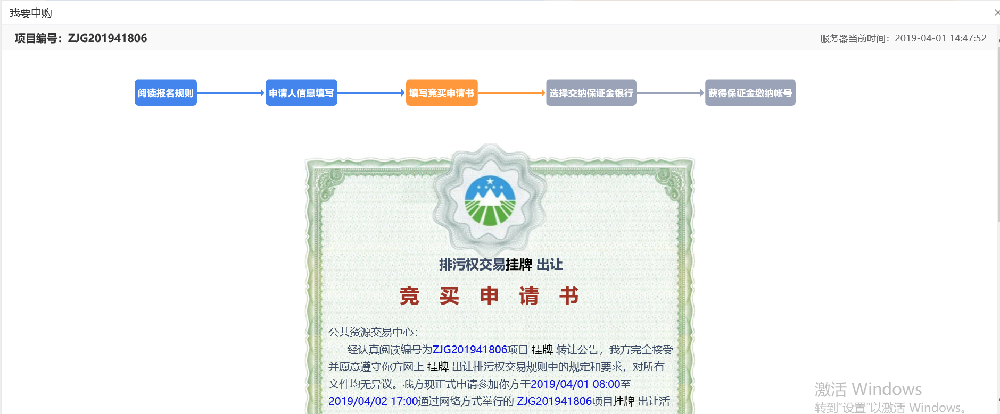 我要申购
项目编号：ZJG201941806
服务器当前时间：2019-04-01 14:47:52
阅读报名规则
申请人信息填写
填写竞买申请书
选择交纳保证金银行
获得保证金缴纳帐号
排污权交易挂牌 出让
竞 买 申 请 书
公共资源交易中心：
经认真阅读编号为ZJG201941806项目 挂牌 转让公告，我方完全接受
并愿意遵守你方网上 挂牌 出让排污权交易规则中的规定和要求，对所有
文件均无异议。我方现正式申请参加你方于2019/04/01 08:00至
2019/04/02 17:00通过网络方式举行的 ZJG201941806项目挂牌 出让活
激活 Windows
转到“设置”以激活 Windows。